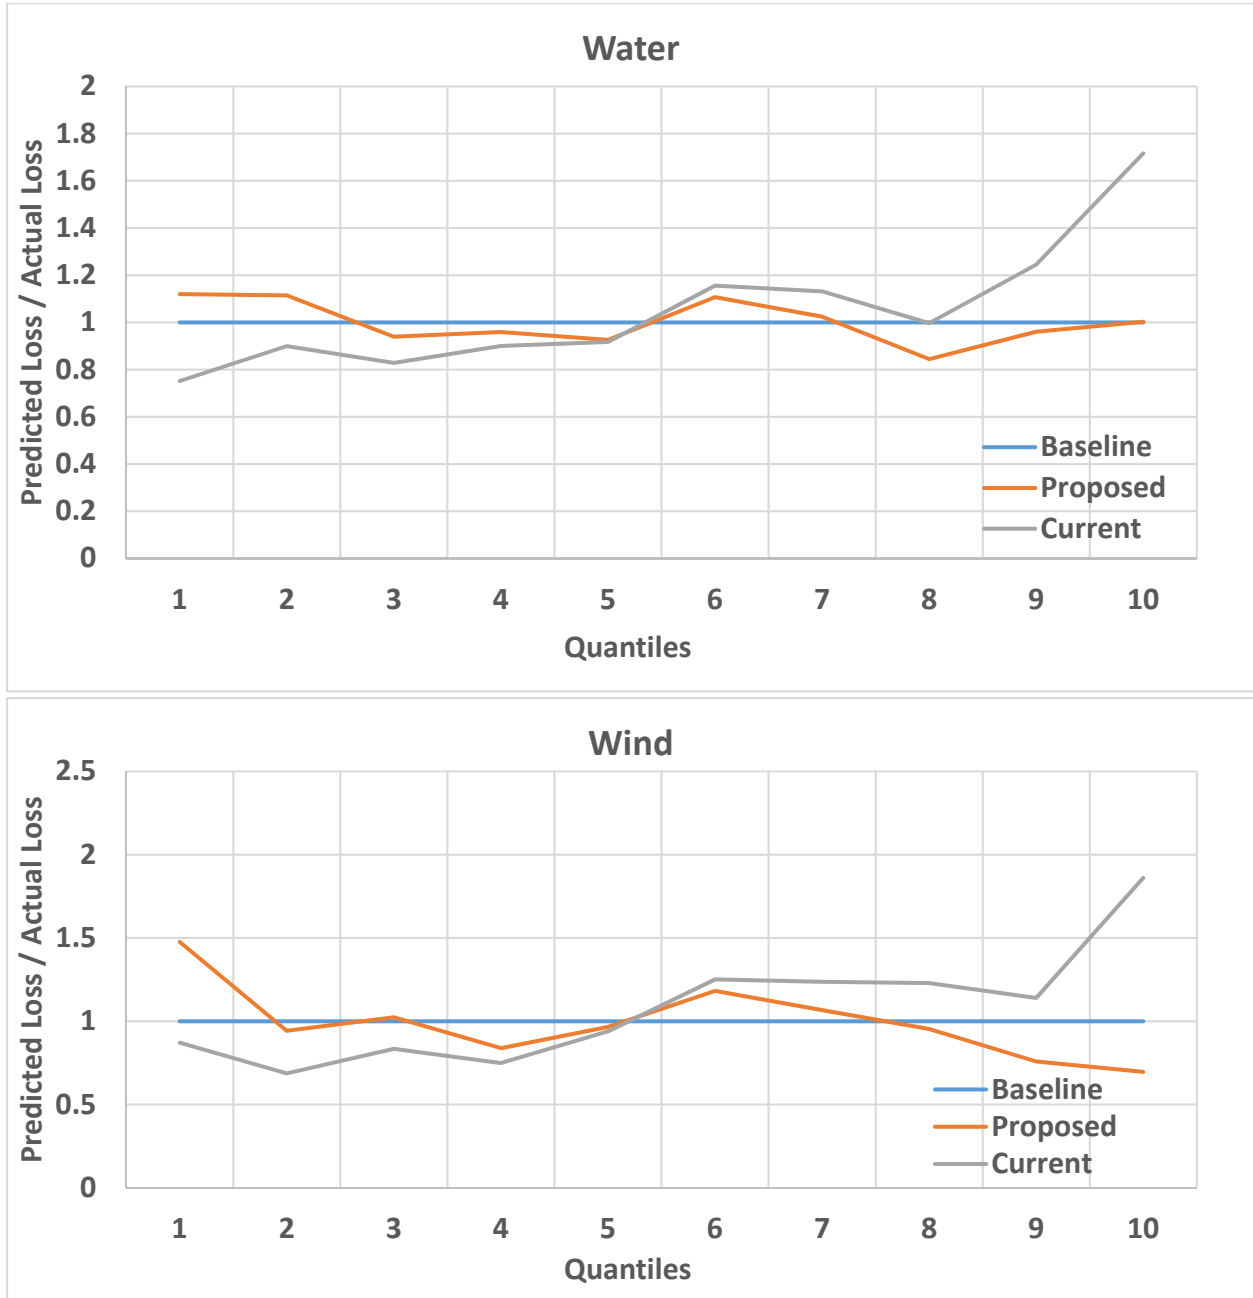 Water
Predicted Loss / Actual Loss
2
1.8
1.6
1.4
1.2
1
0.8
0.6
0.4
0.2
0
Baseline
Proposed
Current
1 2 3 4 5 6 7 8 9 10
Quantiles
Wind
Predicted Loss / Actual Loss
2.5
2
1.5
1
0.5
0
Baseline
Proposed
Current
1 2 3 4 5 6 7 8 9 10
Quantiles